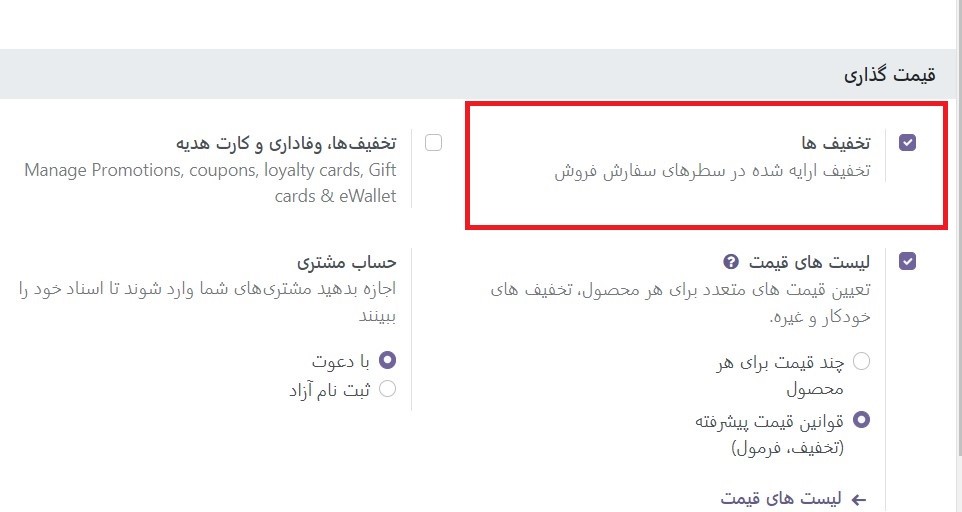 قیمت گذاری
تخفیف ها
تخفیف ارایه شده در سطرهای سفارش فروش
تخفیف‌ها، وفاداری و کارت هدیه
Manage Promotions, coupons, loyalty cards, Gift
cards & eWallet
لیست های قیمت
تعیین قیمت های متعدد برای هر محصول، تخفیف های
خودکار و غیره.
چند قیمت برای هر
محصول
قوانین قیمت پیشرفته
(تخفیف، فرمول)
لیست های قیمت
حساب مشتری
اجازه بدهید مشتری‌های شما وارد شوند تا اسناد خود را
ببینند
با دعوت
ثبت نام آزاد